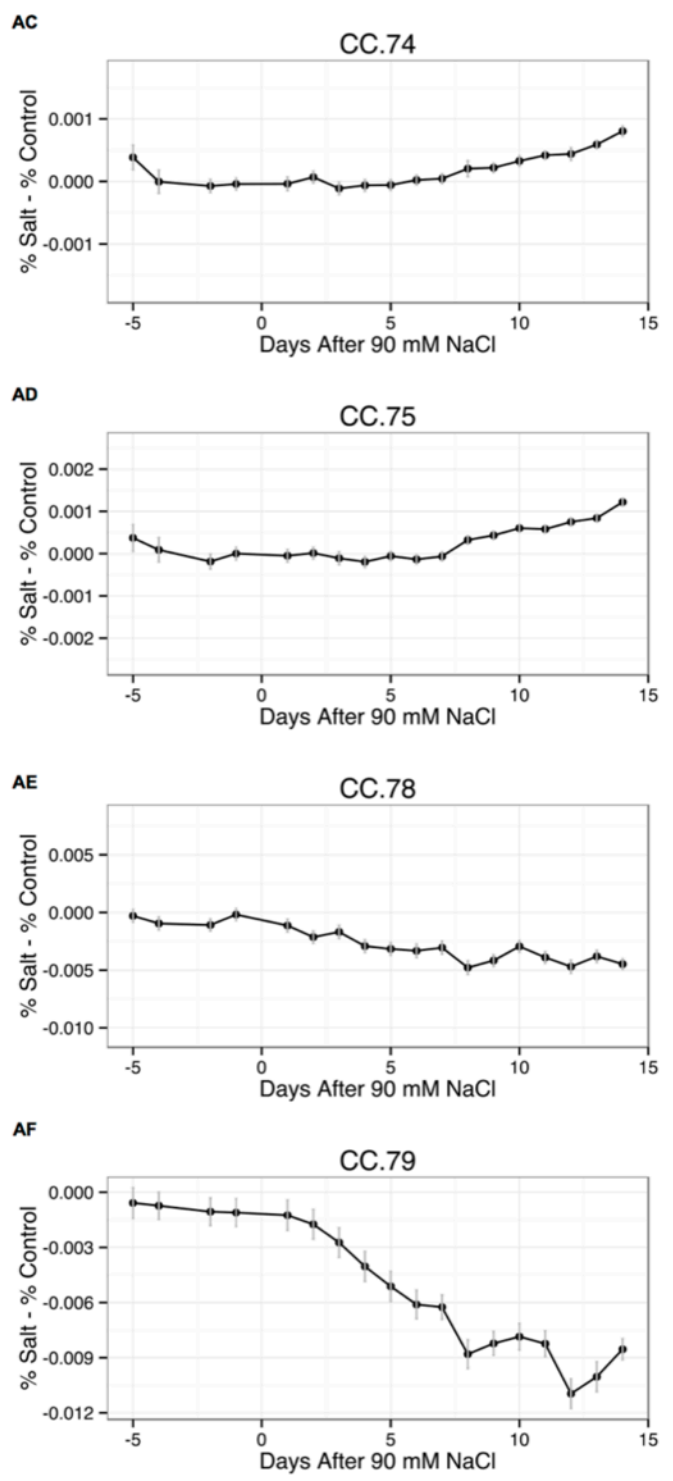 AC
CC.74
% Salt - % Control
0.001
0.000
-0.001
-5 0 5 10 15
Days After 90 mM NaCl
AD
CC.75
% Salt - % Control
0.002
0.001
0.000
-0.001
-0.002
-5 0 5 10 15
Days After 90 mM NaCl
AE
CC.78
% Salt - % Control
0.005
0.000
-0.005
-0.010
-5 0 5 10 15
Days After 90 mM NaCl
AF
CC.79
% Salt - % Control
0.000
-0.003
-0.006
-0.009
-0.012
-5 0 5 10 15
Days After 90 mM NaCl